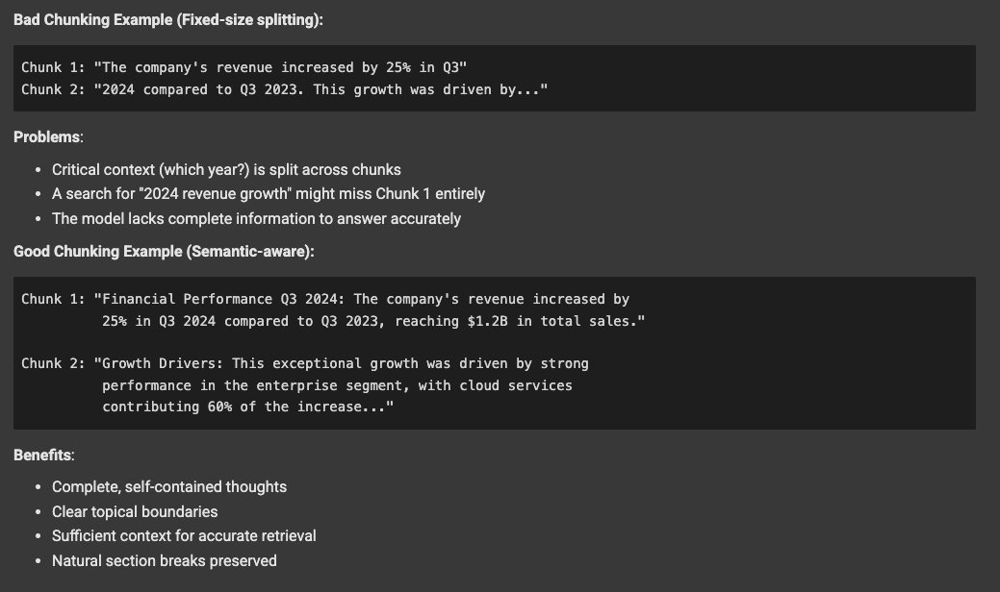 Bad Chunking Example (Fixed-size splitting):
Chunk 1: "The company's revenue increased by 25% in Q3"
Chunk 2: "2024 compared to Q3 2023. This growth was driven by..."
Problems:
• Critical context (which year?) is split across chunks
• A search for "2024 revenue growth" might miss Chunk 1 entirely
• The model lacks complete information to answer accurately
Good Chunking Example (Semantic-aware):
Chunk 1: "Financial Performance Q3 2024: The company's revenue increased by
25% in Q3 2024 compared to Q3 2023, reaching $1.2B in total sales."
Chunk 2: "Growth Drivers: This exceptional growth was driven by strong
performance in the enterprise segment, with cloud services
contributing 60% of the increase..."
Benefits:
• Complete, self-contained thoughts
• Clear topical boundaries
• Sufficient context for accurate retrieval
• Natural section breaks preserved